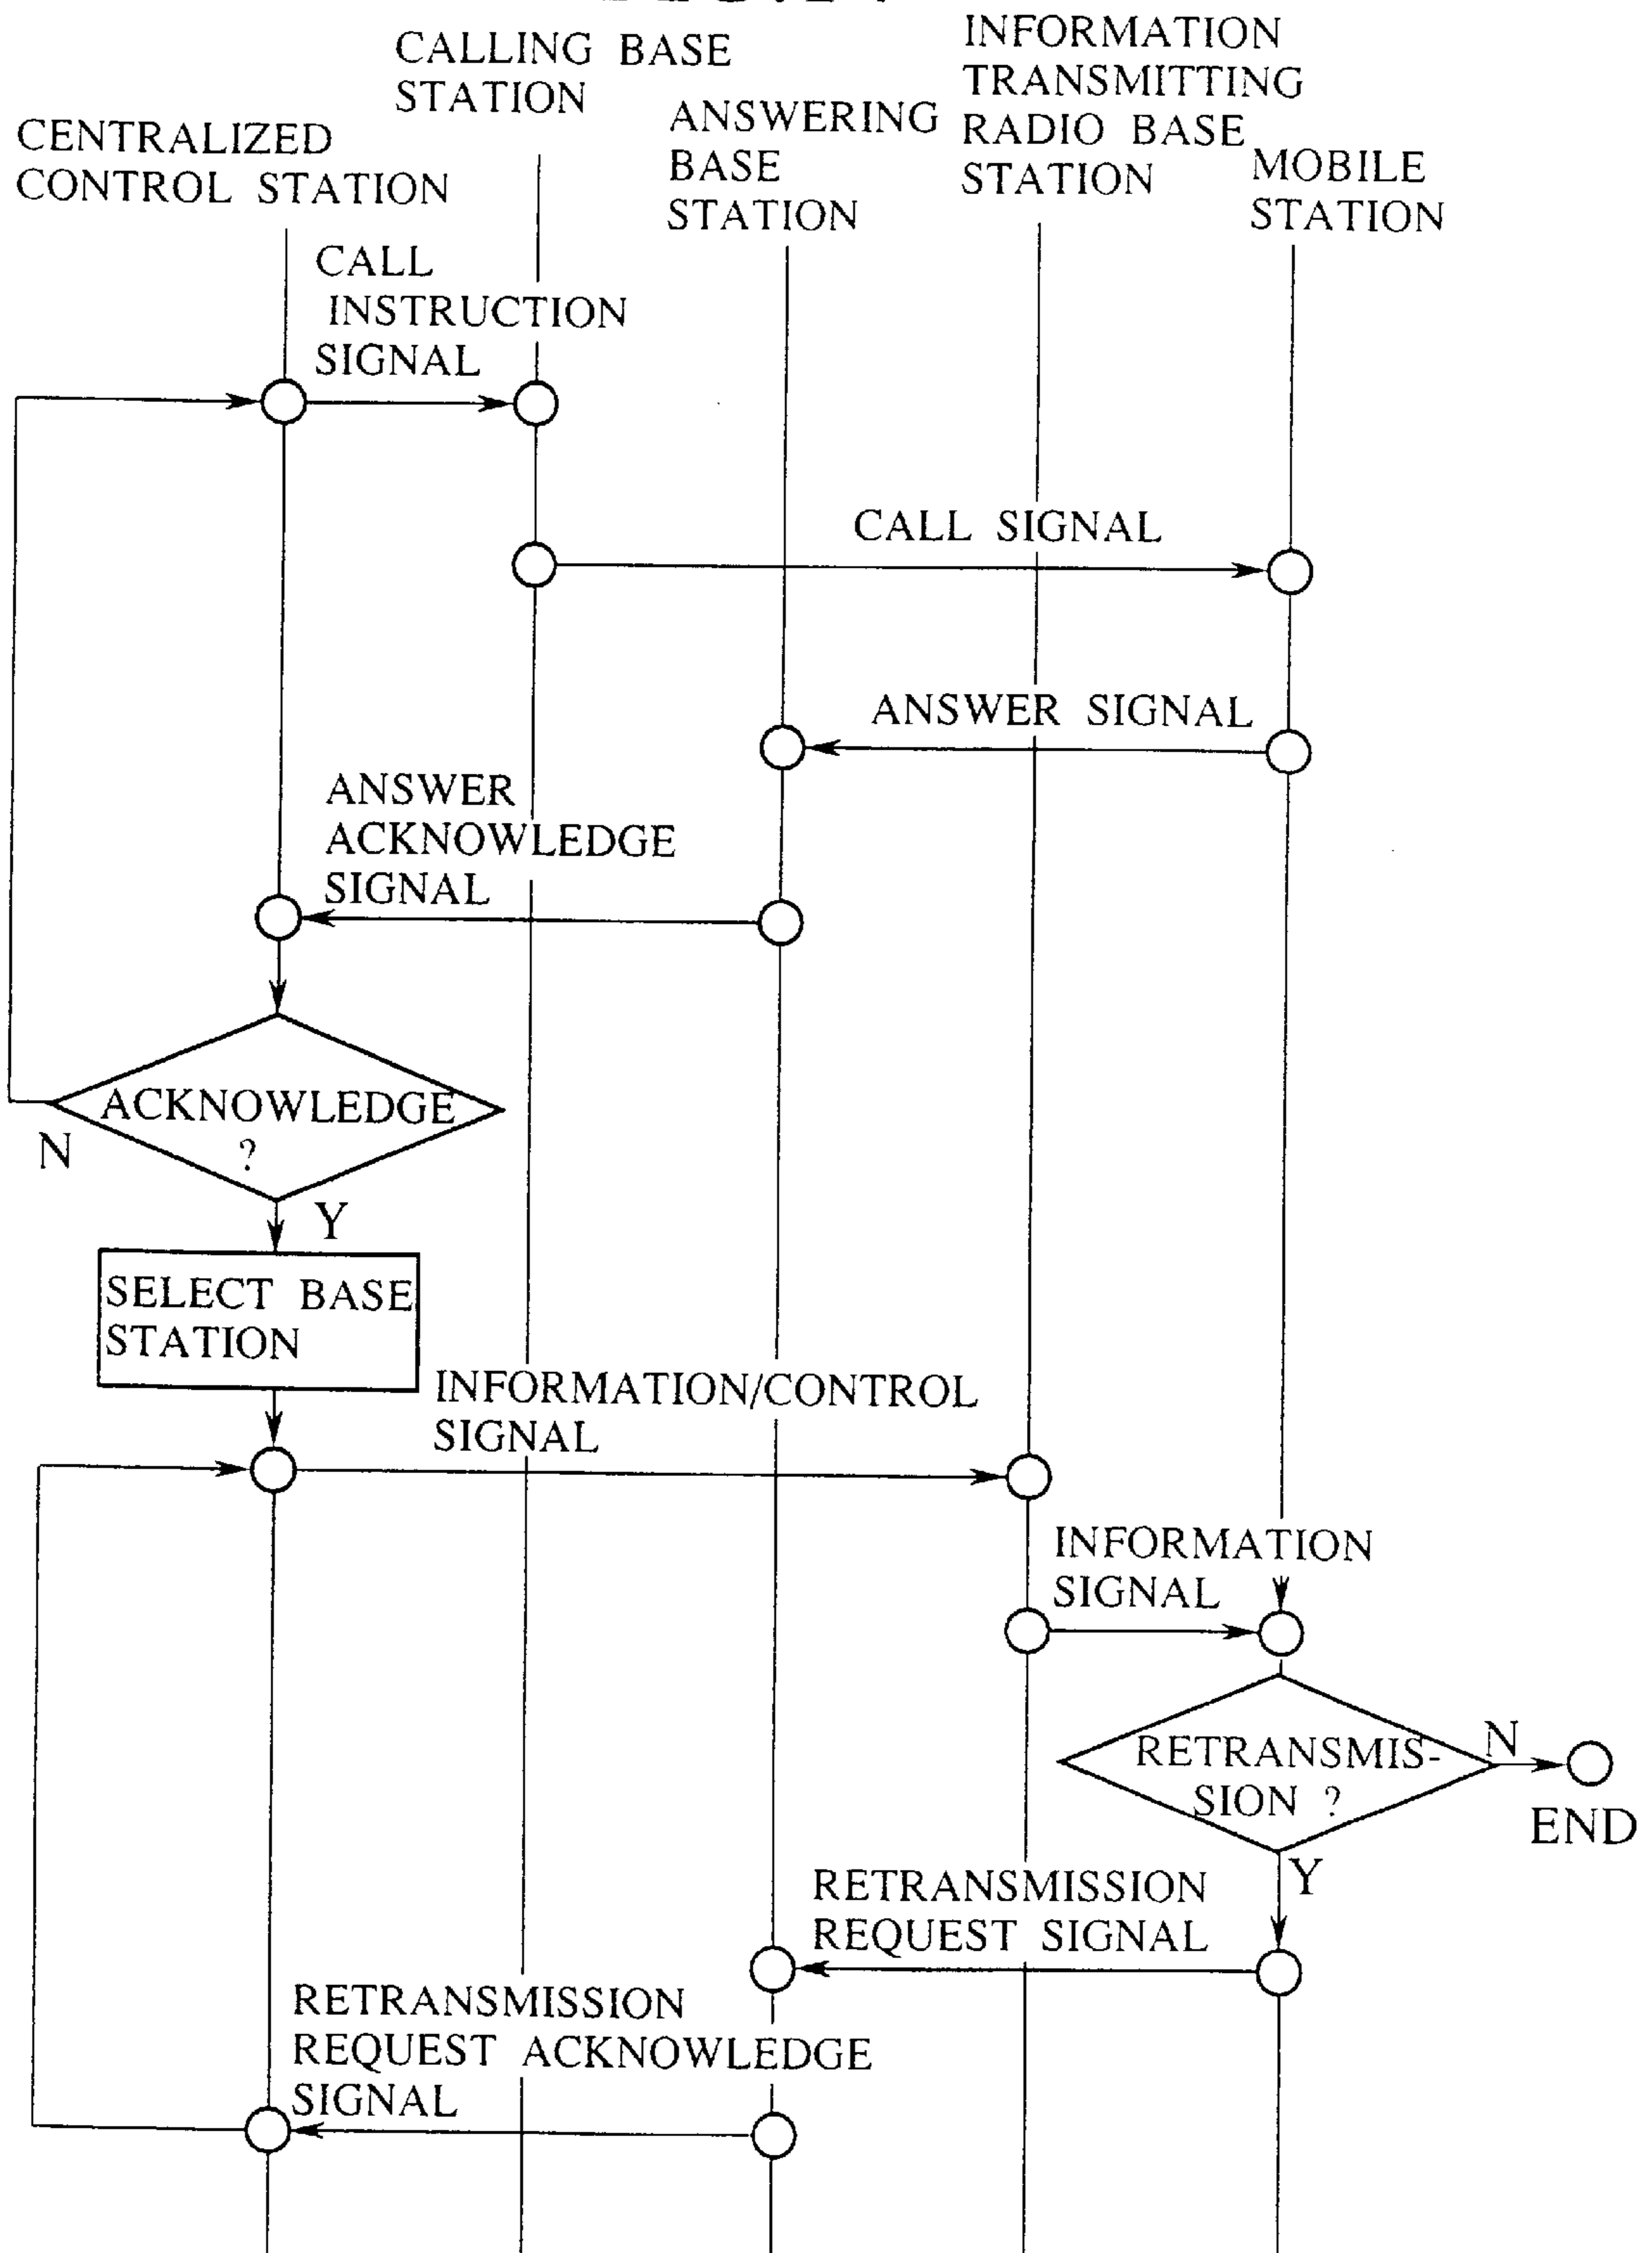 CALLING BASE
STATION
INFORMATION
TRANSMITTING
RADIO BASE
STATION
ANSWERING
BASE
STATION
CENTRALIZED
CONTROL STATION
MOBILE
STATION
CALL
INSTRUCTION
SIGNAL
CALL SIGNAL
ANSWER SIGNAL
ANSWER
ACKNOWLEDGE
SIGNAL
ACKNOWLEDGE
?
N
Y
SELECT BASE
STATION
INFORMATION/CONTROL
SIGNAL
INFORMATION
SIGNAL
RETRANSMIS-
SION ?
N
END
Y
RETRANSMISSION
REQUEST SIGNAL
RETRANSMISSION
REQUEST ACKNOWLEDGE
SIGNAL